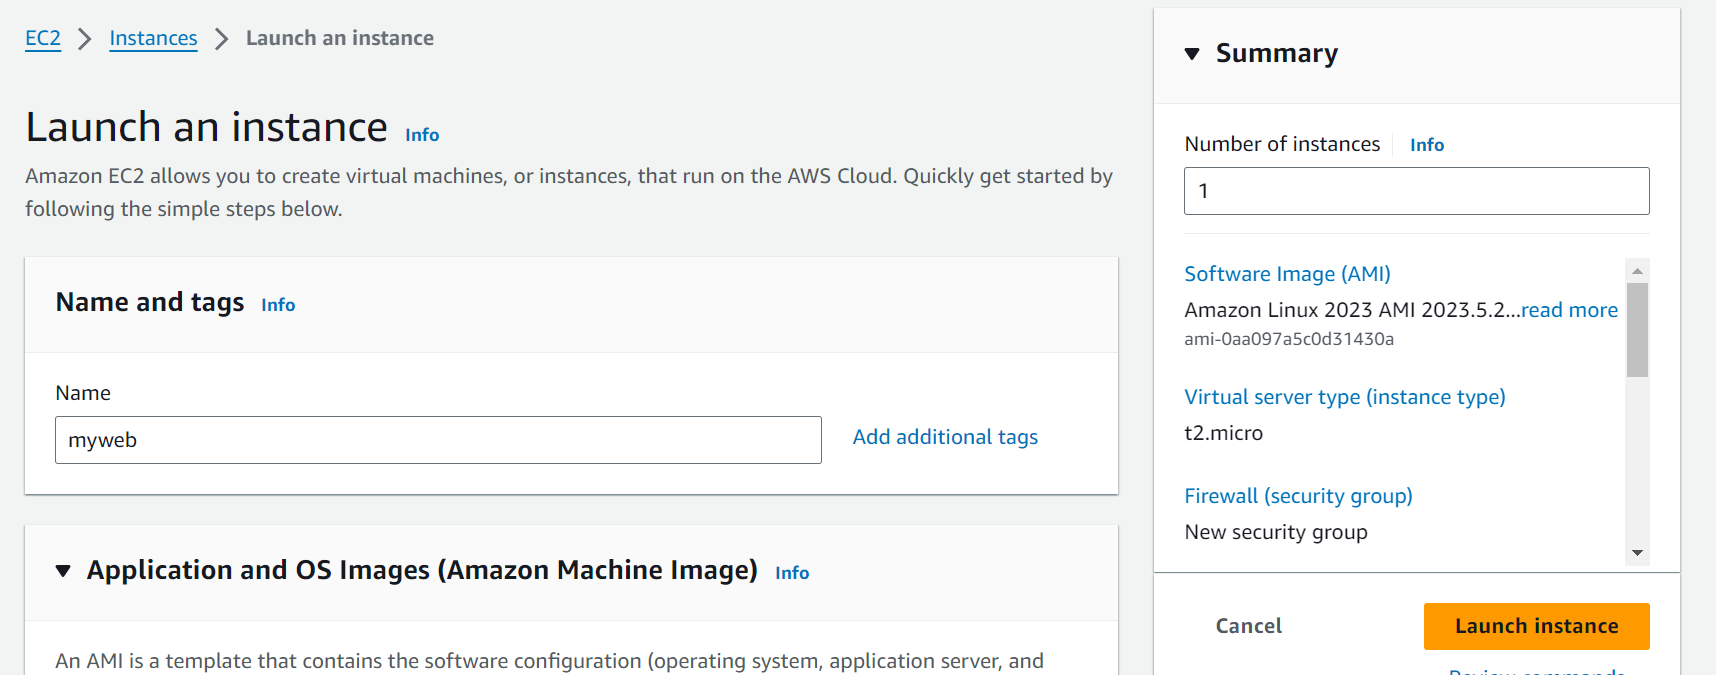 EC2 > Instances > Launch an instance
Launch an instance Info
Amazon EC2 allows you to create virtual machines, or instances, that run on the AWS Cloud. Quickly get started by
following the simple steps below.
Name and tags Info
Name
myweb
Add additional tags
Application and OS Images (Amazon Machine Image) Info
An AMI is a template that contains the software configuration (operating system, application server, and
Summary
Number of instances Info
1
Software Image (AMI)
Amazon Linux 2023 AMI 2023.5.2...read more
ami-0aa097a5c0d31430a
Virtual server type (instance type)
t2.micro
Firewall (security group)
New security group
Cancel
Launch instance
Review commands